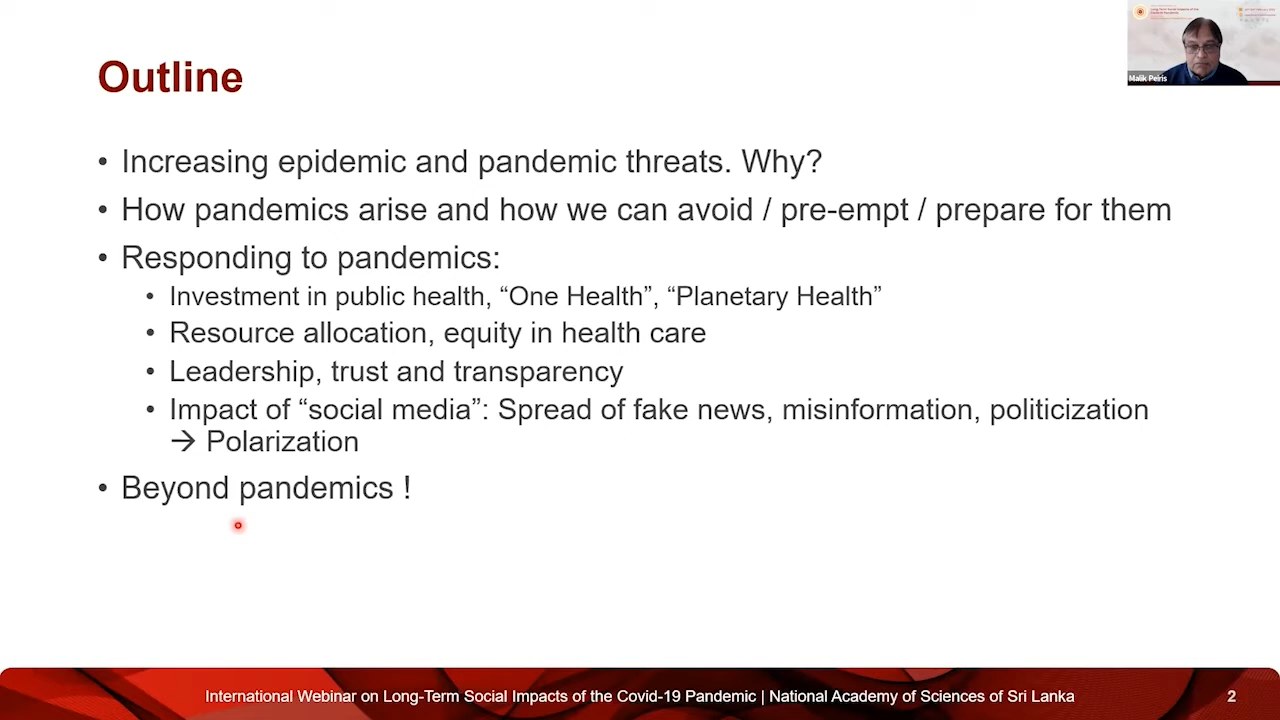 Outline
• Increasing epidemic and pandemic threats. Why?
• How pandemics arise and how we can avoid / pre-empt / prepare for them
• Responding to pandemics:
• Investment in public health, “One Health”, “Planetary Health”
• Resource allocation, equity in health care
• Leadership, trust and transparency
• Impact of “social media”: Spread of fake news, misinformation, politicization
→ Polarization
• Beyond pandemics !
Malik Peiris
International Webinar on Long-Term Social Impacts of the Covid-19 Pandemic | National Academy of Sciences of Sri Lanka
2